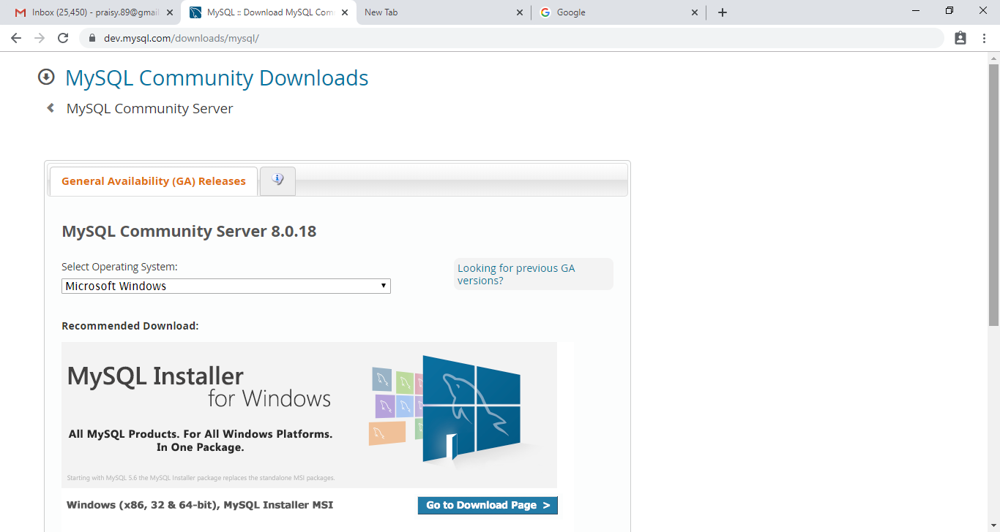 Inbox (25,450) - praisy.89@gmail
MySQL :: Download MySQL Com
New Tab
Google
dev.mysql.com/downloads/mysql/
MySQL Community Downloads
MySQL Community Server
General Availability (GA) Releases
MySQL Community Server 8.0.18
Select Operating System:
Looking for previous GA
versions?
Microsoft Windows
Recommended Download:
MySQL Installer
for Windows
All MySQL Products. For All Windows Platforms.
In One Package.
Starting with MySQL 5.6 the MySQL Installer package replaces the standalone MSI packages.
Windows (x86, 32 & 64-bit), MySQL Installer MSI
Go to Download Page >